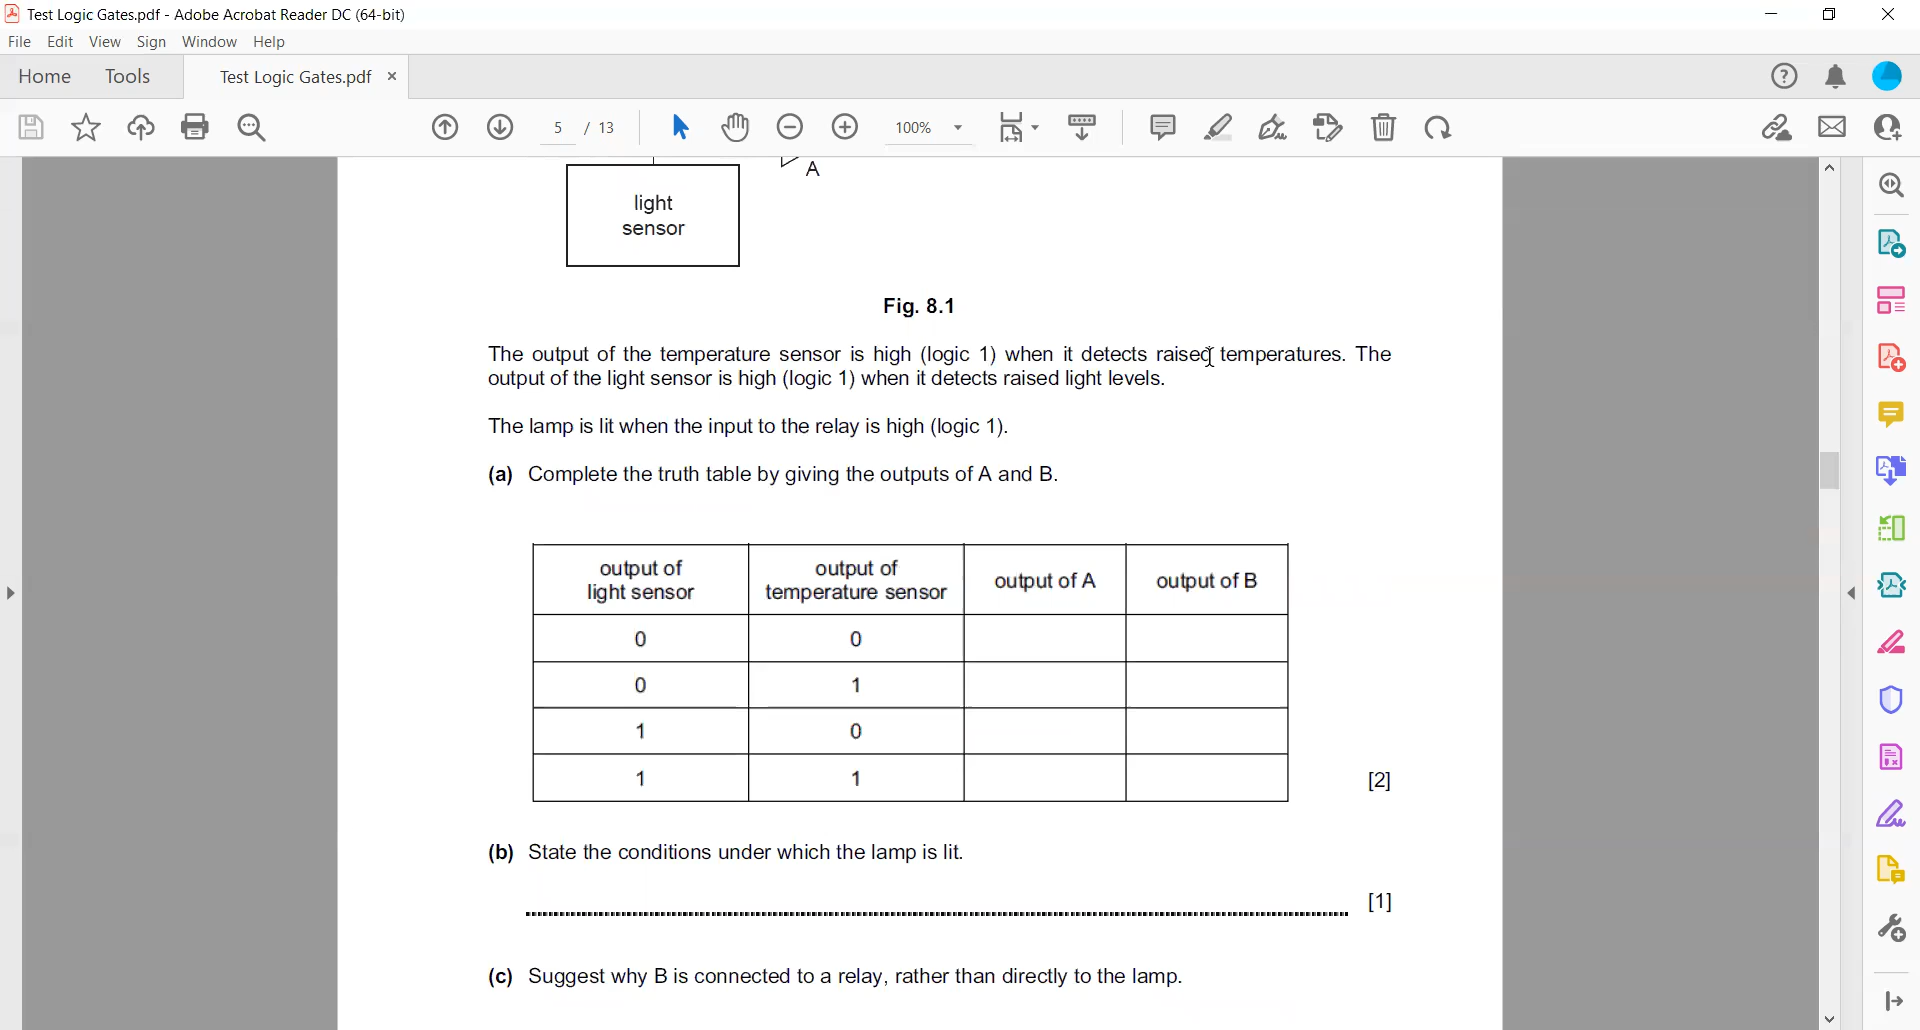 Test Logic Gates.pdf - Adobe Acrobat Reader DC (64-bit)
File Edit View Sign Window Help
Home Tools Test Logic Gates.pdf ×
5 / 13 100%
A
light
sensor
Fig. 8.1
The output of the temperature sensor is high (logic 1) when it detects raised temperatures. The
output of the light sensor is high (logic 1) when it detects raised light levels.
The lamp is lit when the input to the relay is high (logic 1).
(a) Complete the truth table by giving the outputs of A and B.
output of light sensor | output of temperature sensor | output of A | output of B
0 0
0 1
1 0
1 1
[2]
(b) State the conditions under which the lamp is lit.
[1]
(c) Suggest why B is connected to a relay, rather than directly to the lamp.